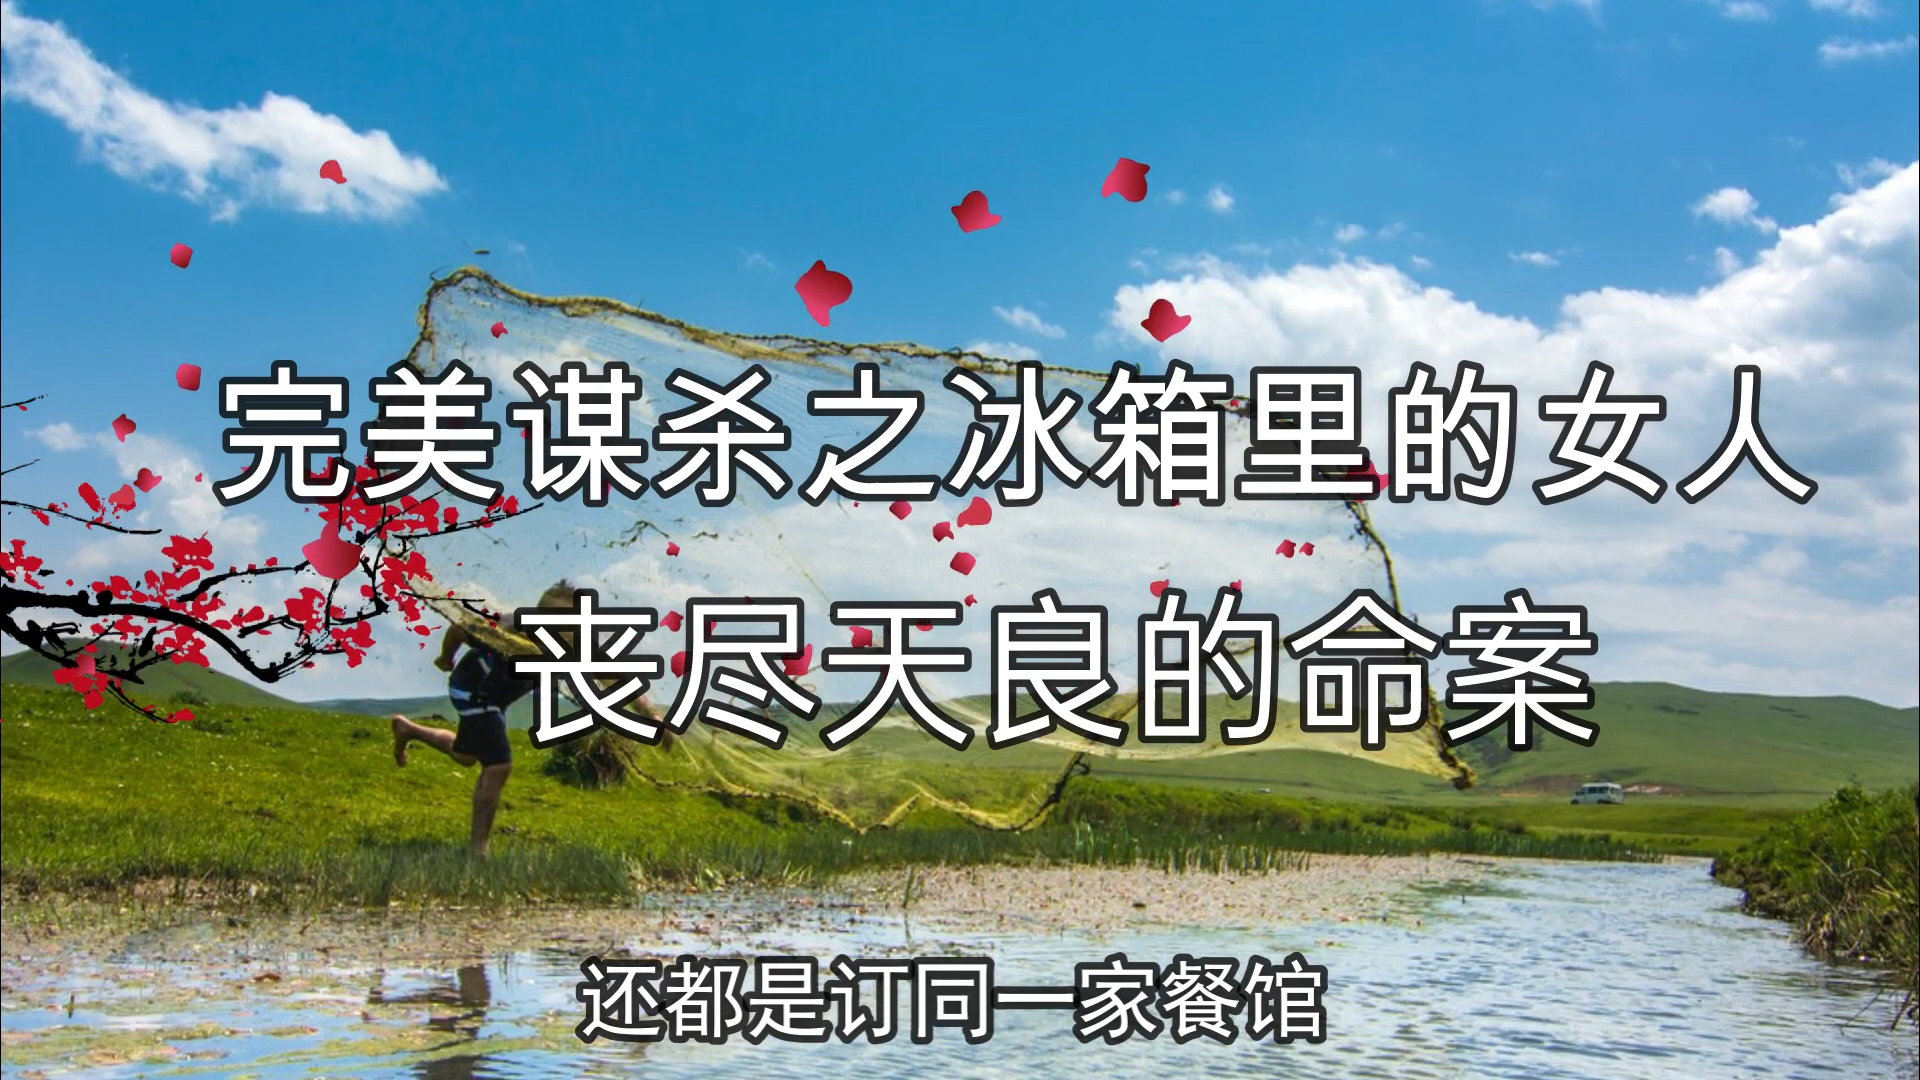 完美谋杀之冰箱里的女人
丧尽天良的命案
还都是订同一家餐馆